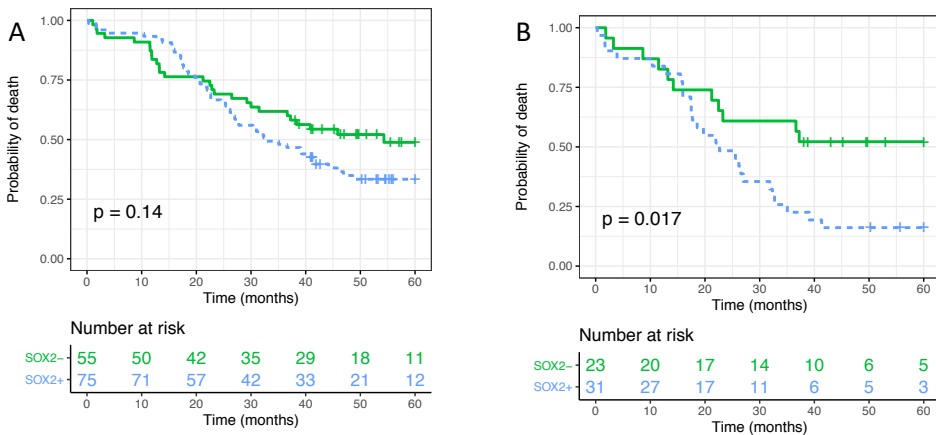 A
Probability of death
1.00
0.75
0.50
0.25
0.00
p = 0.14
0 10 20 30 40 50 60
Time (months)
Number at risk
SOX2− 55 50 42 35 29 18 11
SOX2+ 75 71 57 42 33 21 12
0 10 20 30 40 50 60
Time (months)
B
Probability of death
1.00
0.75
0.50
0.25
0.00
p = 0.017
0 10 20 30 40 50 60
Time (months)
Number at risk
SOX2− 23 20 17 14 10 6 5
SOX2+ 31 27 17 11 6 5 3
0 10 20 30 40 50 60
Time (months)